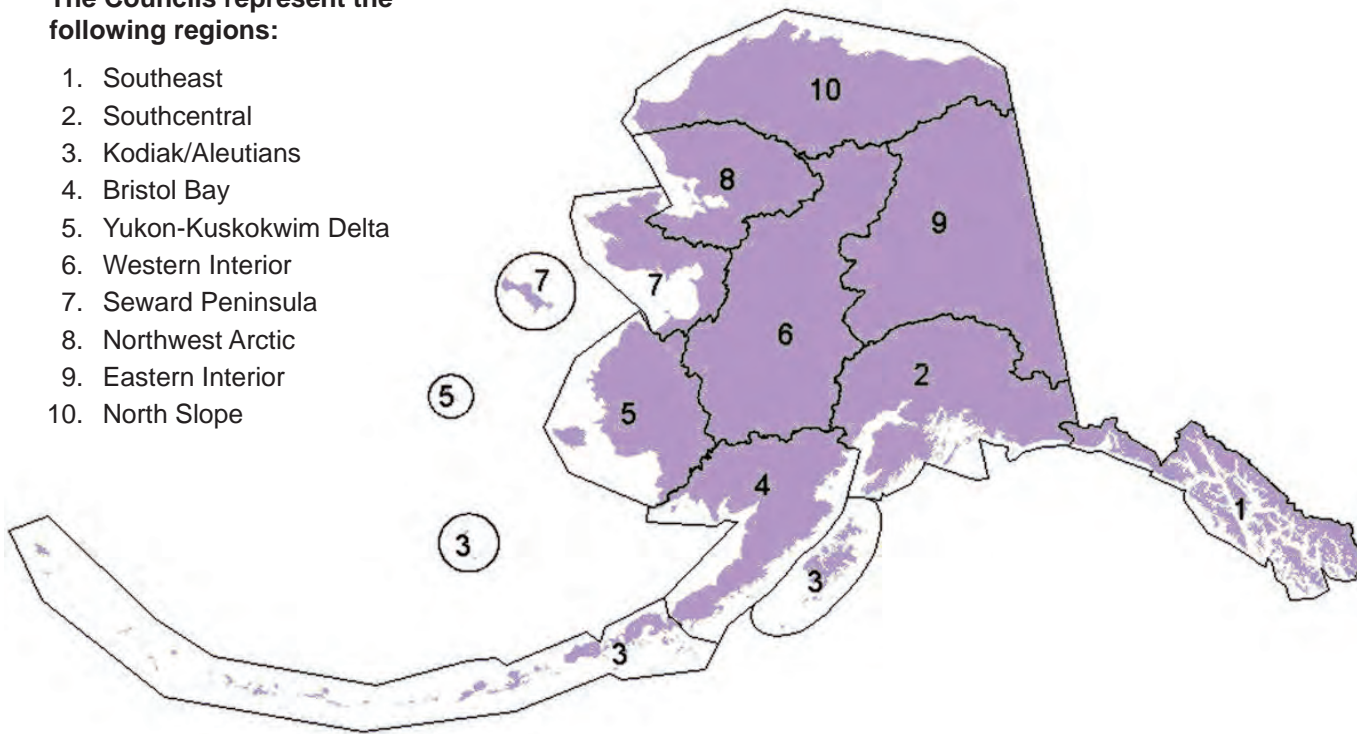 The Councils represent the
following regions:
1. Southeast
2. Southcentral
3. Kodiak/Aleutians
4. Bristol Bay
5. Yukon-Kuskokwim Delta
6. Western Interior
7. Seward Peninsula
8. Northwest Arctic
9. Eastern Interior
10. North Slope
10
8
9
7
7
6
2
5
5
4
1
3
3
3